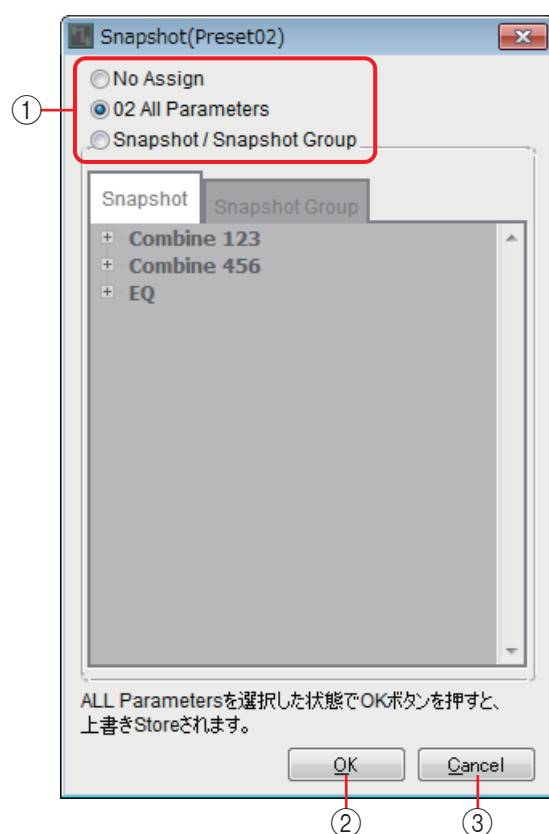 Snapshot(Preset02)
No Assign
① 02 All Parameters
Snapshot / Snapshot Group
Snapshot Snapshot Group
Combine 123
Combine 456
EQ
ALL Parametersを選択した状態でOKボタンを押すと、
上書きStoreされます。
OK Cancel
② ③